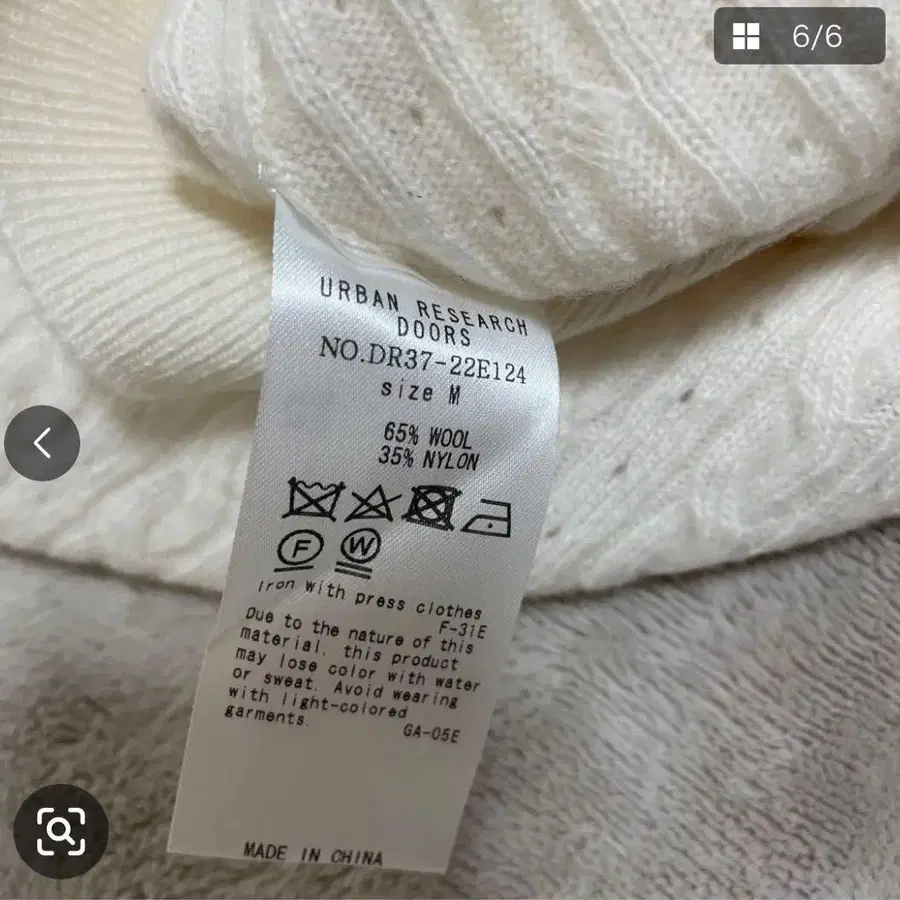 6/6
URBAN RESEARCH
DOORS
NO.DR37-22E124
size M
65% WOOL
35% NYLON
F W
Iron with press clothes
F-31E
Due to the nature of this
material, this product
may lose color with water
or sweat. Avoid wearing
with light-colored
garments.
GA-05E
MADE IN CHINA